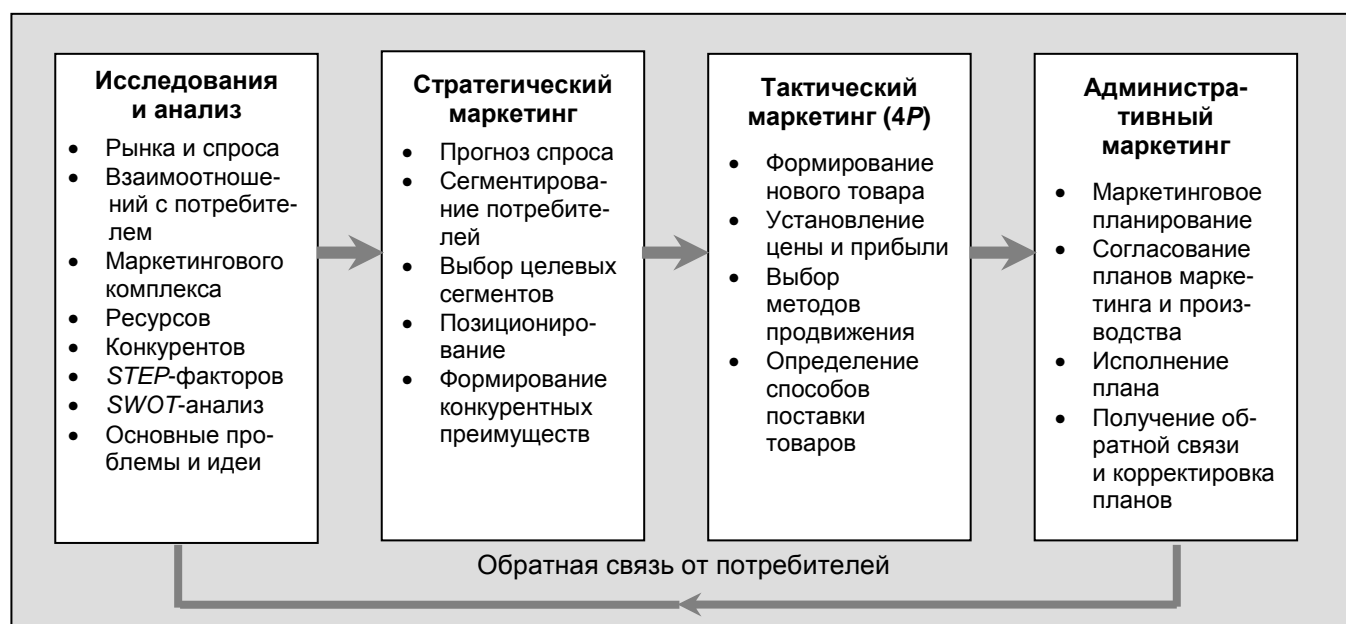 Исследования
и анализ
• Рынка и спроса
• Взаимоотноше-
ний с потребите-
лем
• Маркетингового
комплекса
• Ресурсов
• Конкурентов
• STEP-факторов
• SWOT-анализ
• Основные про-
блемы и идеи
Стратегический
маркетинг
• Прогноз спроса
• Сегментирова-
ние потребите-
лей
• Выбор целевых
сегментов
• Позициониро-
вание
• Формирование
конкурентных
преимуществ
Тактический
маркетинг (4P)
• Формирование
нового товара
• Установление
цены и прибыли
• Выбор
методов
продвижения
• Определение
способов
поставки
товаров
Администра-
тивный
маркетинг
• Маркетинговое
планирование
• Согласование
планов марке-
тинга и произ-
водства
• Исполнение
плана
• Получение об-
ратной связи
и корректировка
планов
Обратная связь от потребителей